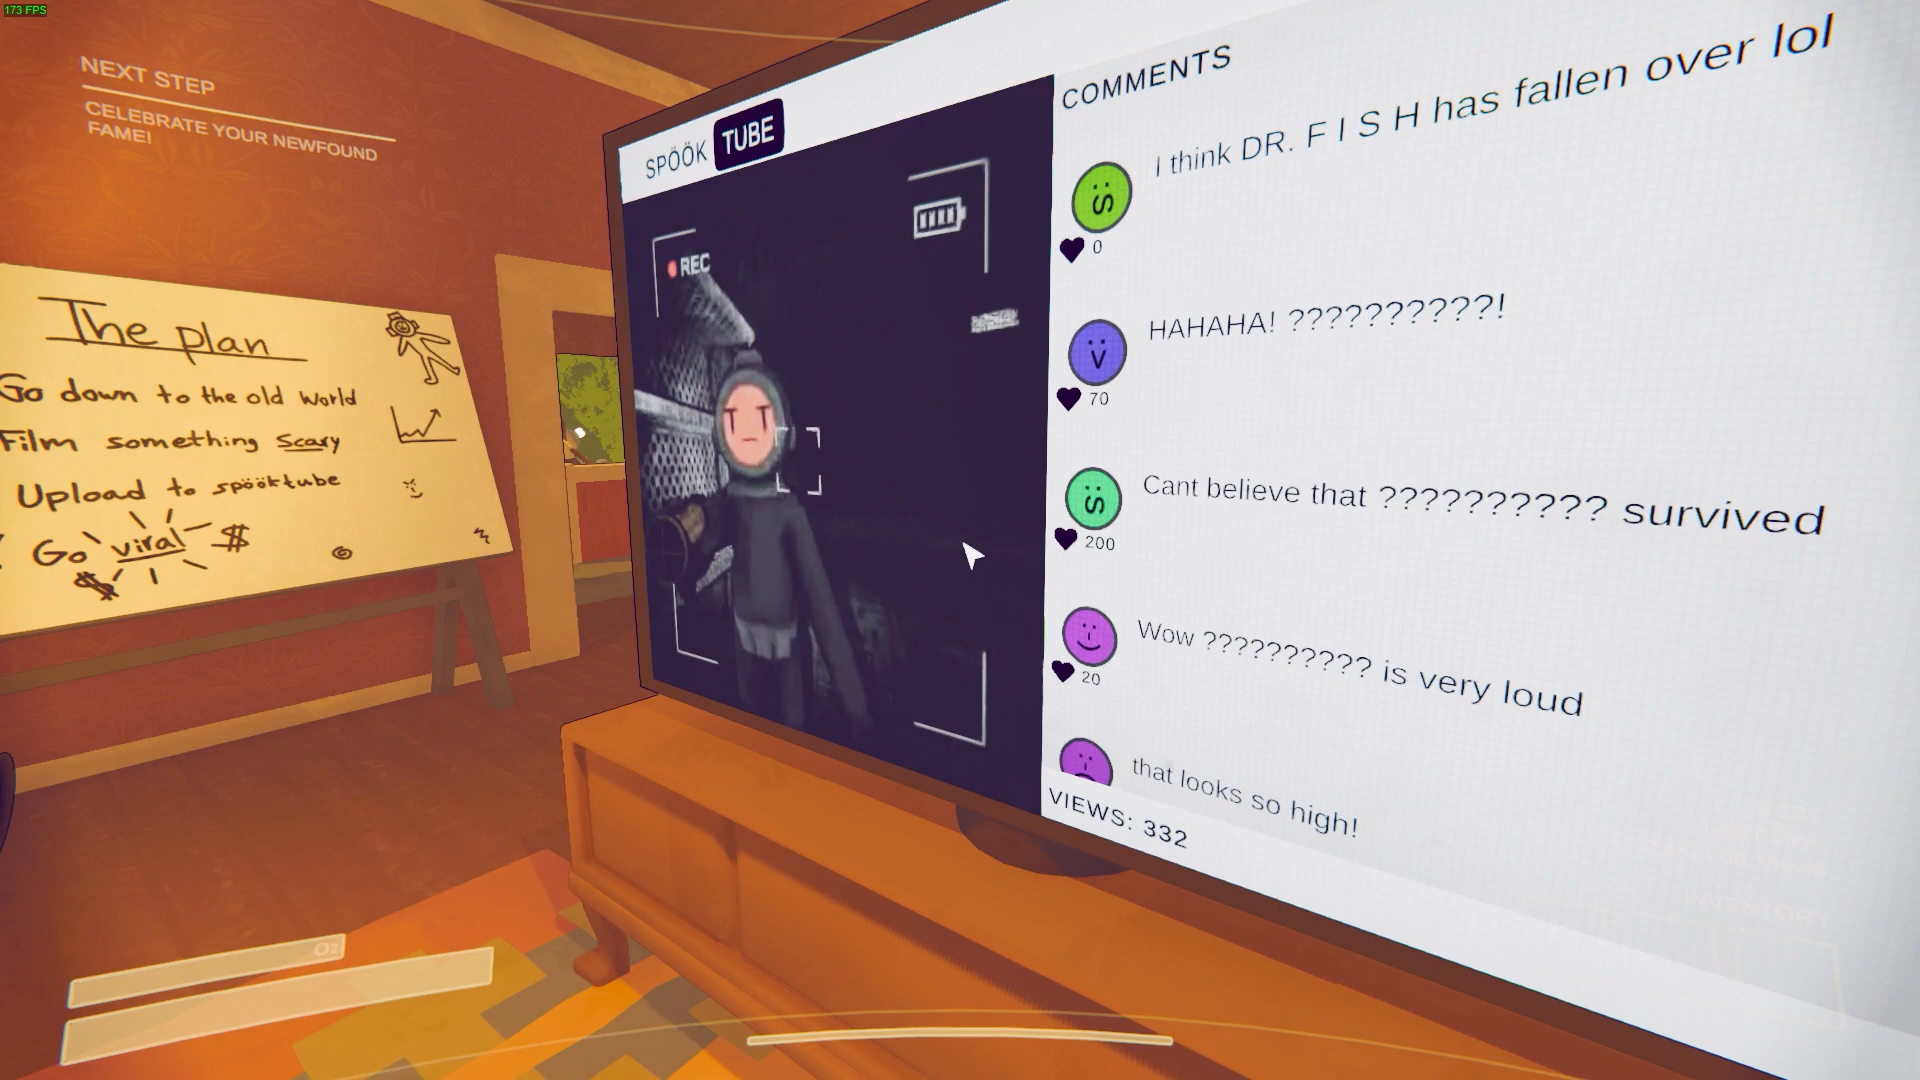 173 FPS
NEXT STEP
CELEBRATE YOUR NEWFOUND
FAME!
The plan
Go down to the old world
Film something scary
Upload to spööktube
Go viral $
$
SPÖÖK TUBE
REC
COMMENTS
I think DR. F I S H has fallen over lol
0
HAHAHA! ??????????!
70
Cant believe that ?????????? survived
200
Wow ?????????? is very loud
20
that looks so high!
VIEWS: 332
INVENTORY
O2